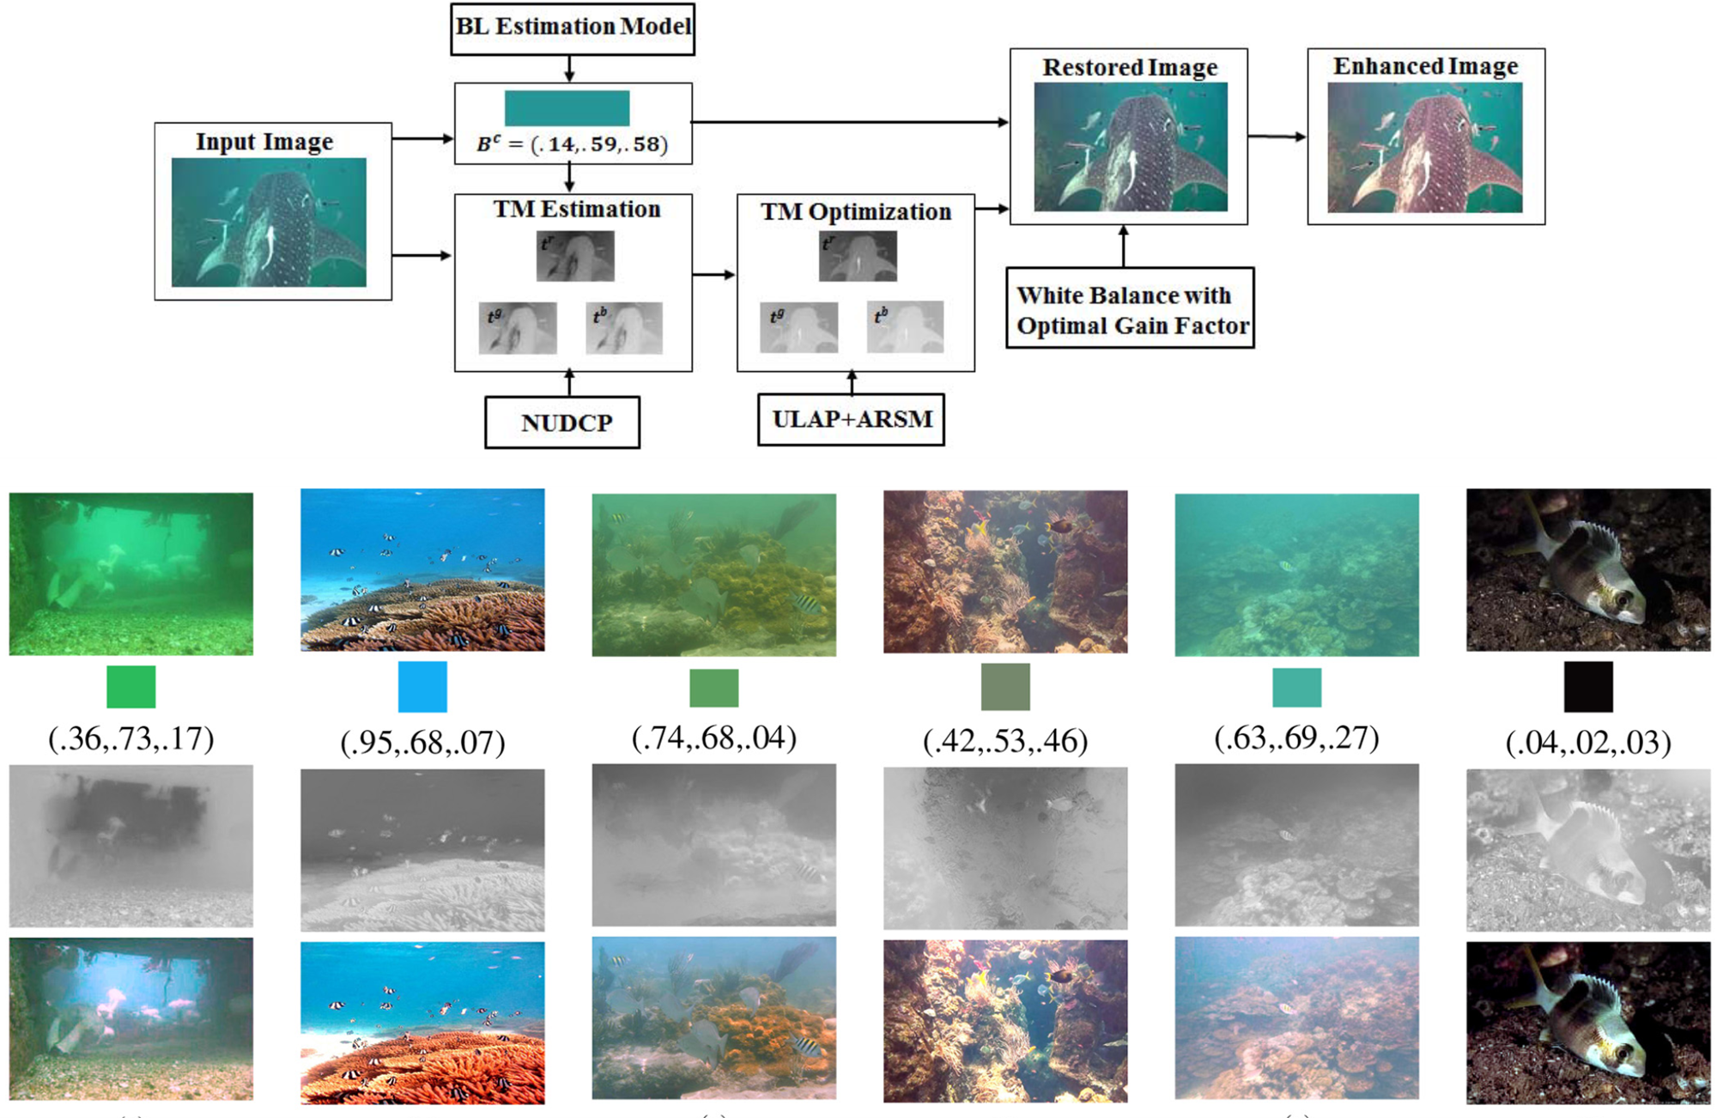 BL Estimation Model
Input Image
B^c = (.14,.59,.58)
Restored Image
Enhanced Image
TM Estimation
t^r
t^g
t^b
TM Optimization
t^r
t^g
t^b
White Balance with
Optimal Gain Factor
NUDCP
ULAP+ARSM
(.36,.73,.17)
(.95,.68,.07)
(.74,.68,.04)
(.42,.53,.46)
(.63,.69,.27)
(.04,.02,.03)